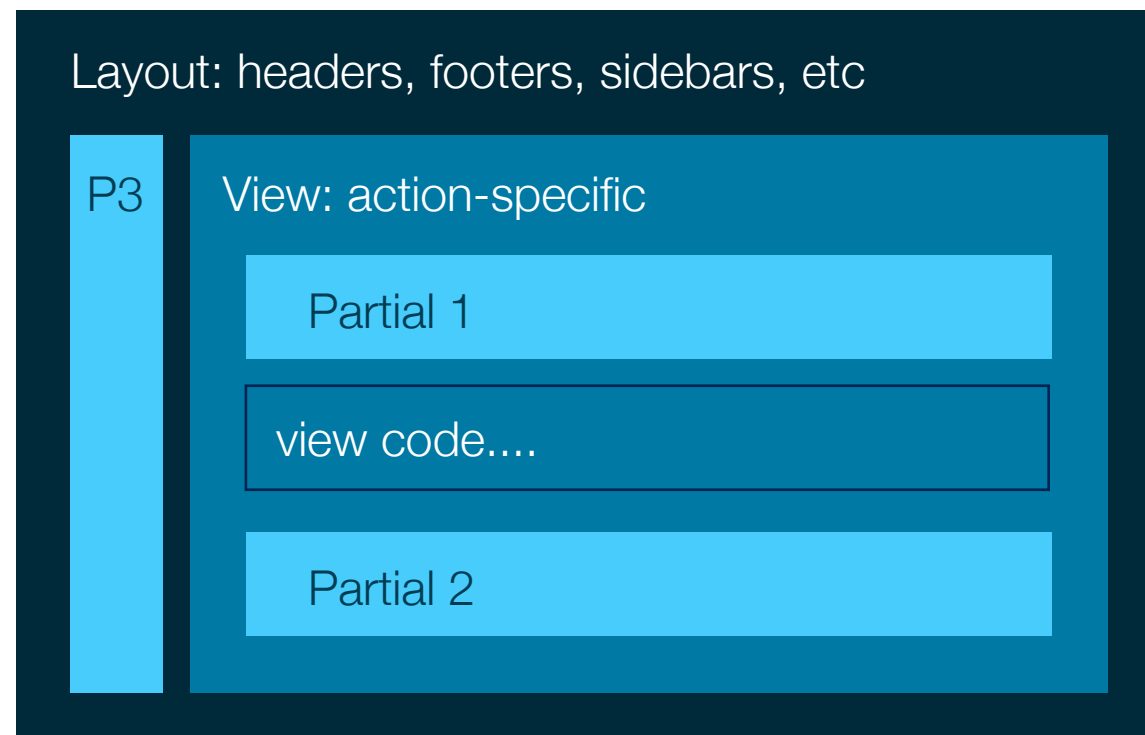 Layout: headers, footers, sidebars, etc
P3
View: action-specific
Partial 1
view code....
Partial 2